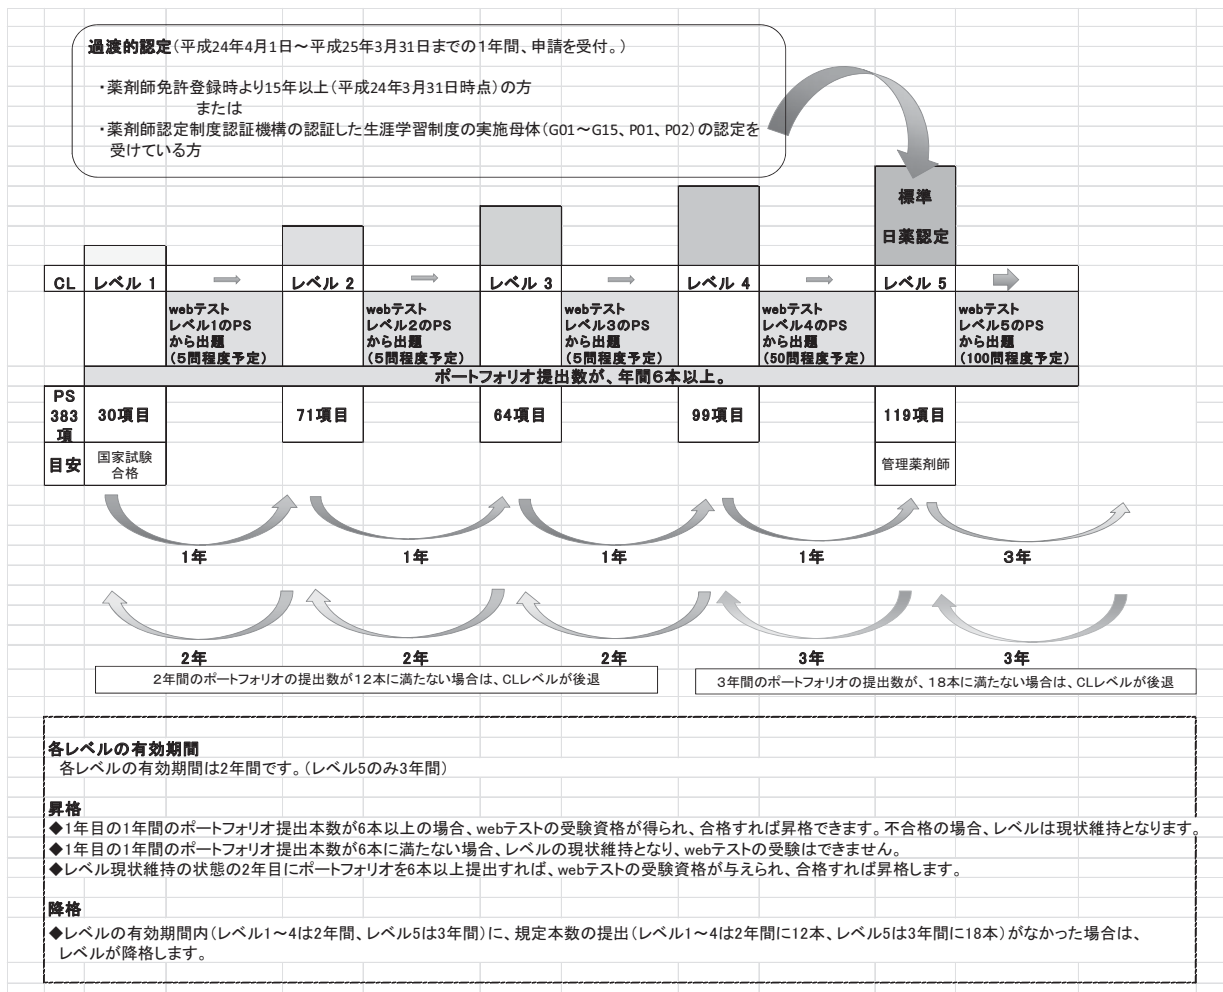 過渡的認定(平成24年4月1日～平成25年3月31日までの1年間、申請を受付。)
・薬剤師免許登録時より15年以上(平成24年3月31日時点)の方
または
・薬剤師認定制度認証機構の認証した生涯学習制度の実施母体(G01～G15、P01、P02)の認定を
受けている方
標準
日薬認定
CL レベル 1 レベル 2 レベル 3 レベル 4 レベル 5
webテスト
レベル1のPS
から出題
(5問程度予定)
webテスト
レベル2のPS
から出題
(5問程度予定)
webテスト
レベル3のPS
から出題
(5問程度予定)
webテスト
レベル4のPS
から出題
(50問程度予定)
webテスト
レベル5のPS
から出題
(100問程度予定)
ポートフォリオ提出数が、年間6本以上。
PS
383
項
30項目 71項目 64項目 99項目 119項目
目安
国家試験
合格
管理薬剤師
1年 1年 1年 1年 3年
2年 2年 2年 3年 3年
2年間のポートフォリオの提出数が12本に満たない場合は、CLレベルが後退
3年間のポートフォリオの提出数が、18本に満たない場合は、CLレベルが後退
各レベルの有効期間
各レベルの有効期間は2年間です。(レベル5のみ3年間)
昇格
◆1年目の1年間のポートフォリオ提出本数が6本以上の場合、webテストの受験資格が得られ、合格すれば昇格できます。不合格の場合、レベルは現状維持となります。
◆1年目の1年間のポートフォリオ提出本数が6本に満たない場合、レベルの現状維持となり、webテストの受験はできません。
◆レベル現状維持の状態の2年目にポートフォリオを6本以上提出すれば、webテストの受験資格が与えられ、合格すれば昇格します。
降格
◆レベルの有効期間内(レベル1～4は2年間、レベル5は3年間)に、規定本数の提出(レベル1～4は2年間に12本、レベル5は3年間に18本)がなかった場合は、
レベルが降格します。